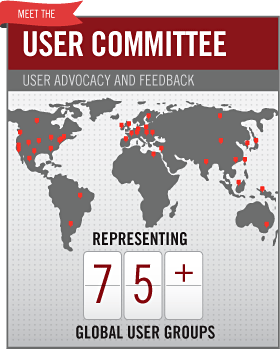 MEET THE
USER COMMITTEE
USER ADVOCACY AND FEEDBACK
REPRESENTING
75+
GLOBAL USER GROUPS